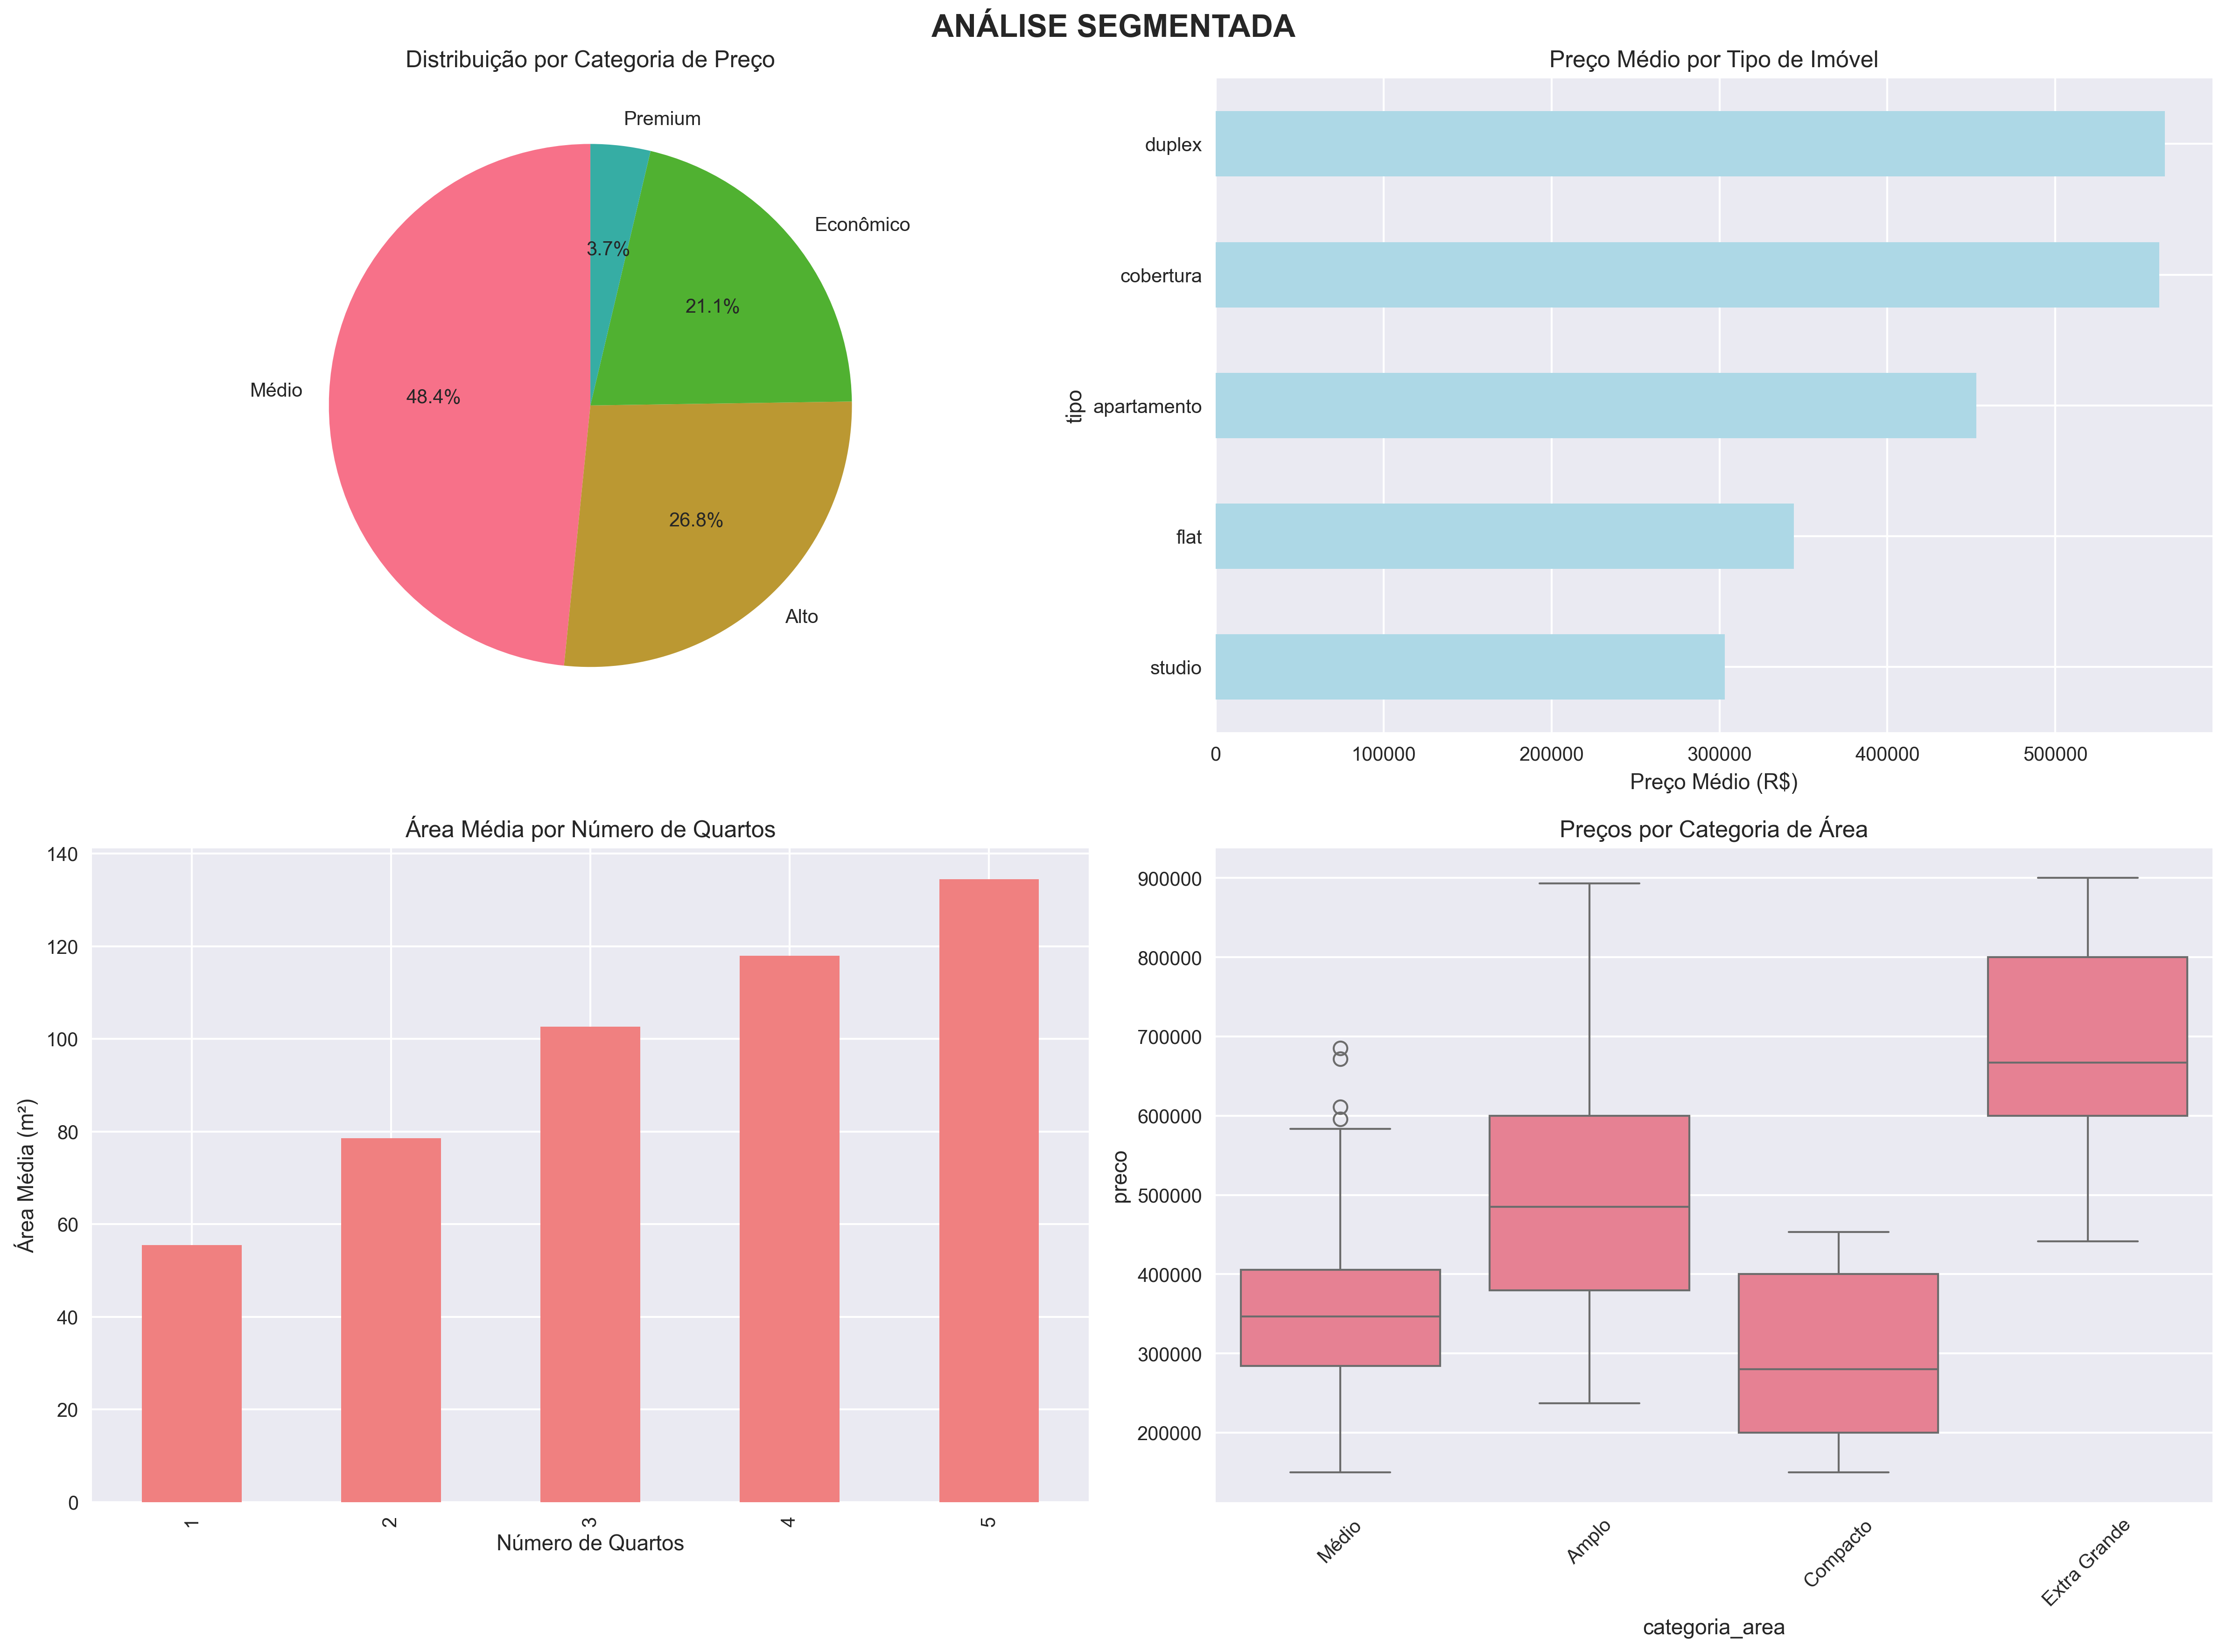 ANÁLISE SEGMENTADA
Distribuição por Categoria de Preço
Premium
Econômico
Médio
Alto
3.7%
21.1%
48.4%
26.8%
Preço Médio por Tipo de Imóvel
tipo
duplex
cobertura
apartamento
flat
studio
0 100000 200000 300000 400000 500000
Preço Médio (R$)
Área Média por Número de Quartos
Área Média (m²)
140
120
100
80
60
40
20
0
1 2 3 4 5
Número de Quartos
Preços por Categoria de Área
preco
900000
800000
700000
600000
500000
400000
300000
200000
Médio Amplo Compacto Extra Grande
categoria_area